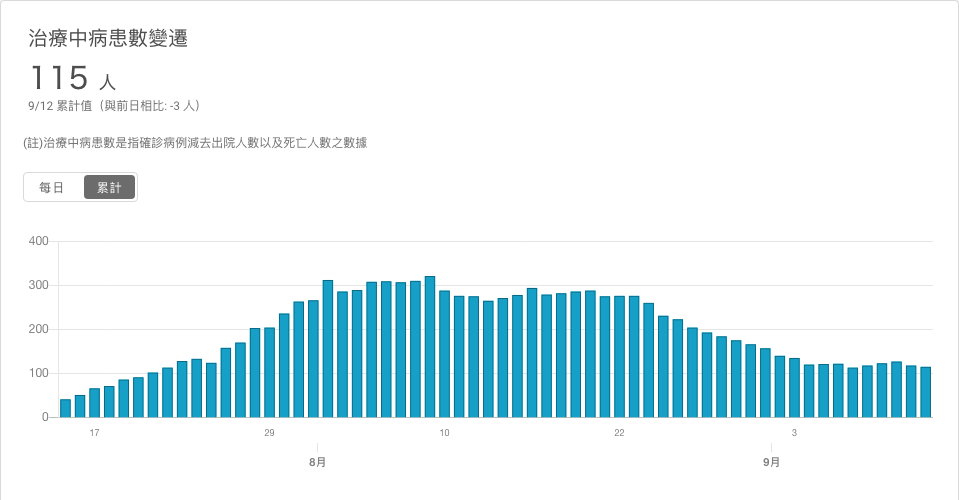 治療中病患數變遷
115 人
9/12 累計值（與前日相比: -3 人）
(註)治療中病患數是指確診病例減去出院人數以及死亡人數之數據
每日 累計
400
300
200
100
0
17 29 10 22 3
8月 9月